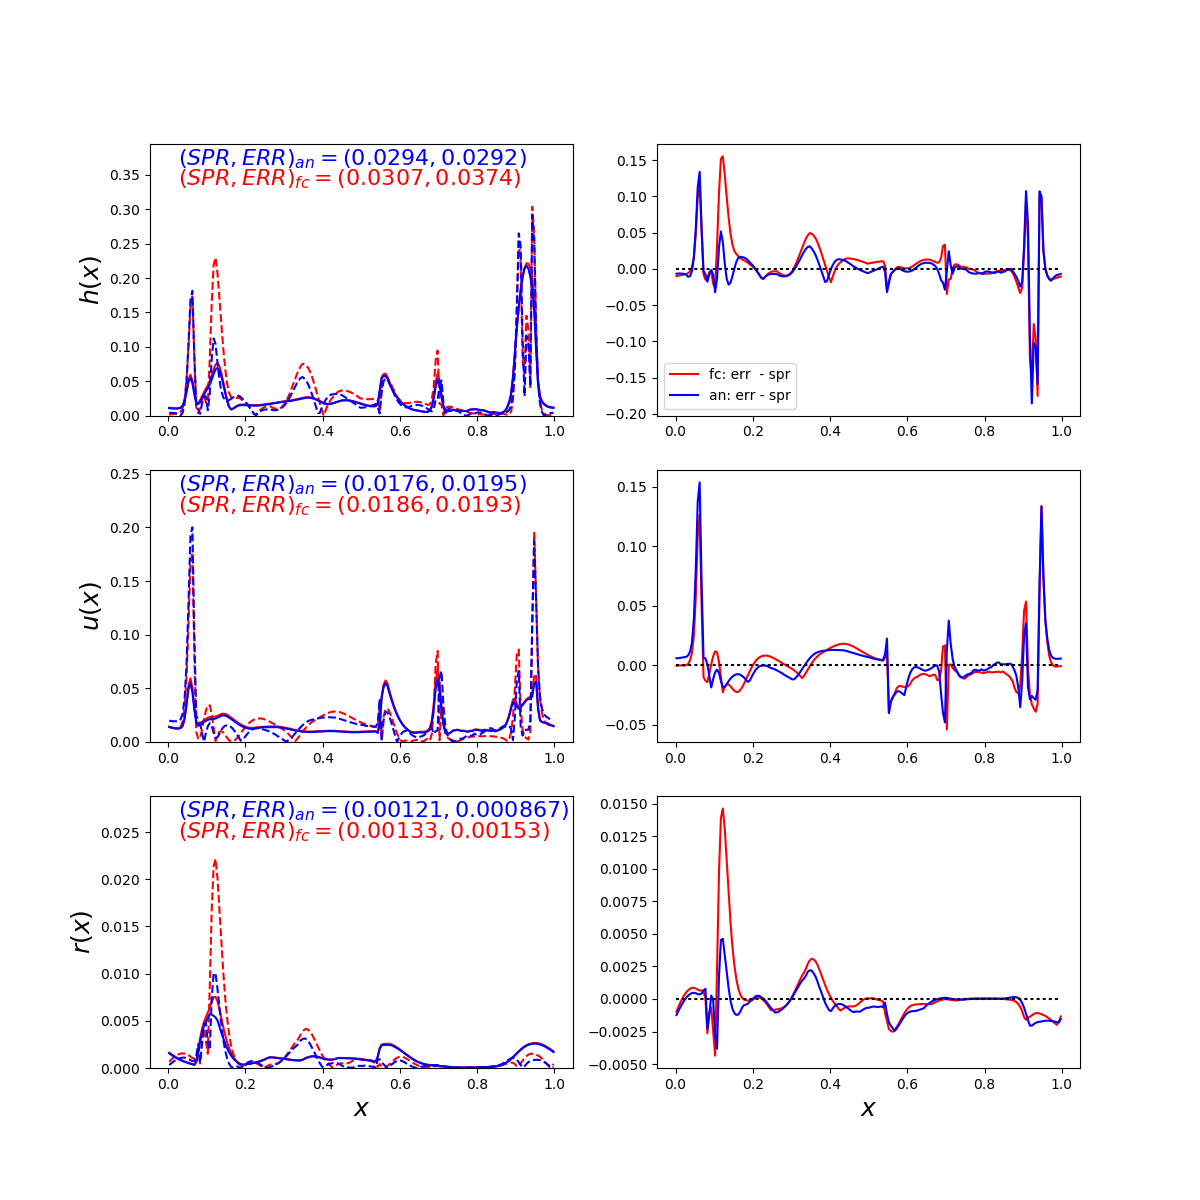 (SPR, ERR)an = (0.0294, 0.0292)
(SPR, ERR)fc = (0.0307, 0.0374)
h(x)
0.35
0.30
0.25
0.20
0.15
0.10
0.05
0.00
0.0 0.2 0.4 0.6 0.8 1.0
0.15
0.10
0.05
0.00
−0.05
−0.10
−0.15
−0.20
fc: err - spr
an: err - spr
0.0 0.2 0.4 0.6 0.8 1.0
(SPR, ERR)an = (0.0176, 0.0195)
(SPR, ERR)fc = (0.0186, 0.0193)
u(x)
0.25
0.20
0.15
0.10
0.05
0.00
0.0 0.2 0.4 0.6 0.8 1.0
0.15
0.10
0.05
0.00
−0.05
0.0 0.2 0.4 0.6 0.8 1.0
(SPR, ERR)an = (0.00121, 0.000867)
(SPR, ERR)fc = (0.00133, 0.00153)
r(x)
0.025
0.020
0.015
0.010
0.005
0.000
0.0 0.2 0.4 0.6 0.8 1.0
x
0.0150
0.0125
0.0100
0.0075
0.0050
0.0025
0.0000
−0.0025
−0.0050
0.0 0.2 0.4 0.6 0.8 1.0
x